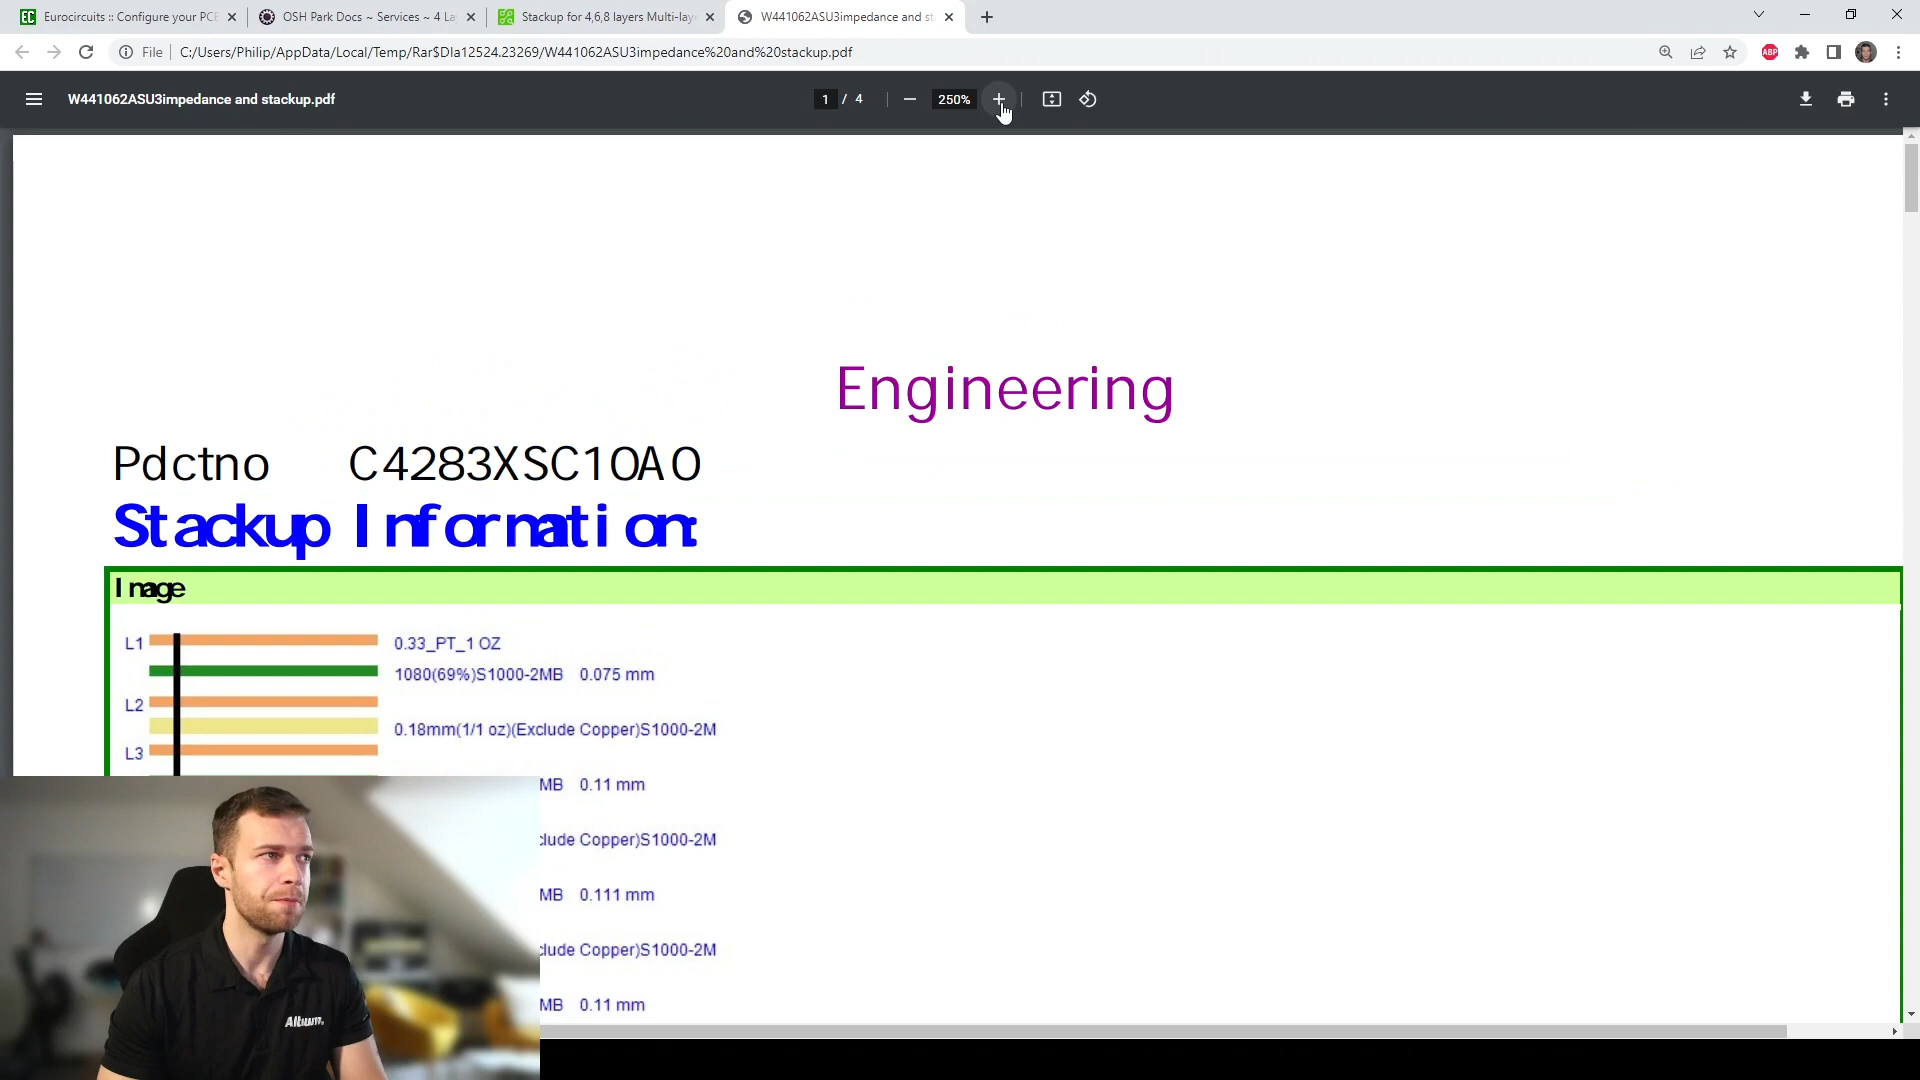 Eurocircuits :: Configure your PCB
OSH Park Docs ~ Services ~ 4 La
Stackup for 4,6,8 layers Multi-lay
W441062ASU3impedance and st
File
C:/Users/Philip/AppData/Local/Temp/Rar$DIa12524.23269/W441062ASU3impedance%20and%20stackup.pdf
ABP
W441062ASU3impedance and stackup.pdf
1 / 4
250%
Engineering
Pdctno C4283XSC10A0
Stackup Information:
Image
L1 0.33_PT_1 OZ
1080(69%)S1000-2MB 0.075 mm
L2
0.18mm(1/1 oz)(Exclude Copper)S1000-2M
L3
MB 0.11 mm
clude Copper)S1000-2M
MB 0.111 mm
clude Copper)S1000-2M
MB 0.11 mm
Altium